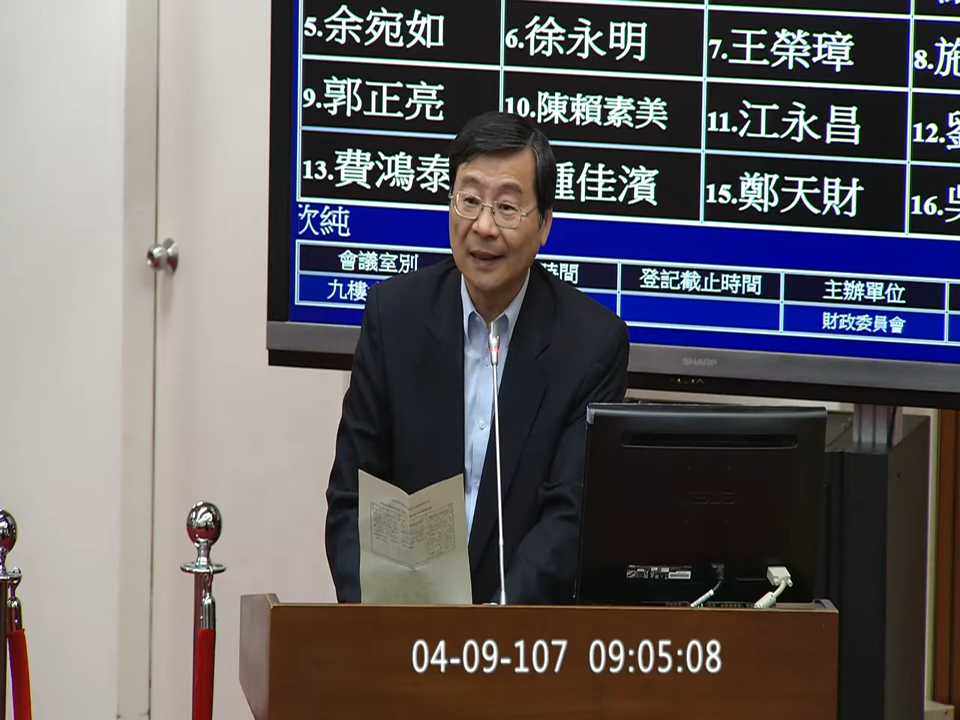 5.余宛如 6.徐永明 7.王榮璋 8.施
9.郭正亮 10.陳賴素美 11.江永昌 12.劉
13.費鴻泰 鍾佳濱 15.鄭天財 16.吳
次純
會議室別 時間 登記截止時間 主辦單位
九樓 財政委員會
SHARP
04-09-107 09:05:08